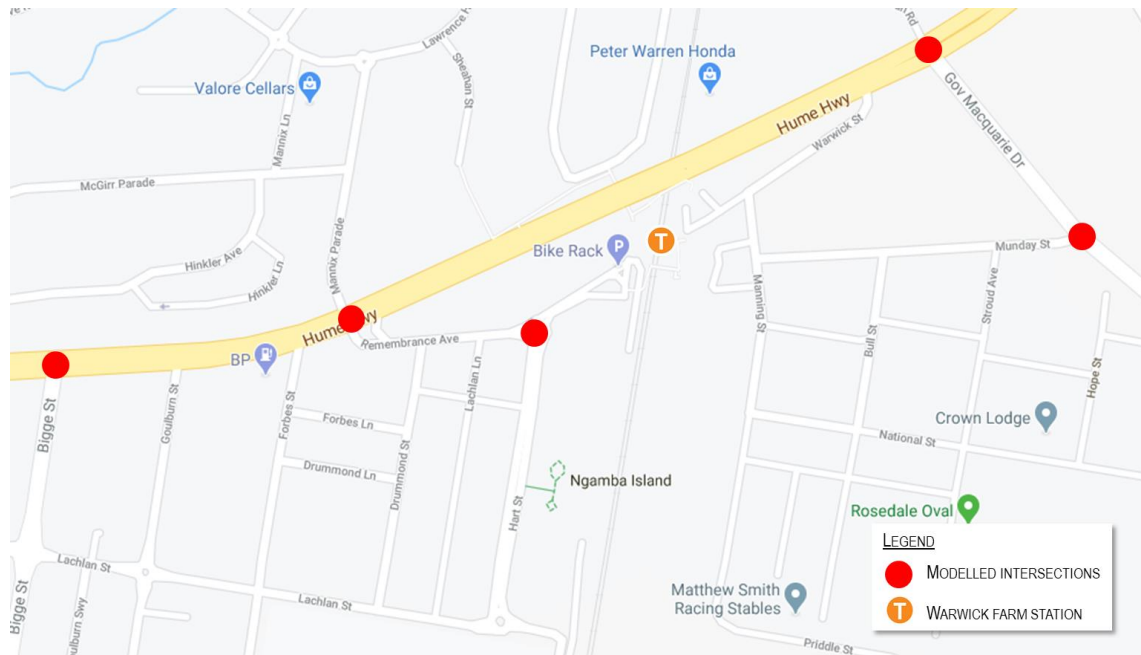 an Rd
Lawrence H
Peter Warren Honda
Sheahan St
Valore Cellars
Hume Hwy
Gov Macquarie Dr
Mannix Ln
Warwick St
McGirr Parade
T
Bike Rack
P
Munday St
Hinkler Ave
Hinkler Ln
Mannix Parade
Manning St
Stroud Ave
Hume Hwy
Remembrance Ave
Bull St
BP
Hope St
Lachlan Ln
Bigge St
Goulburn St
Forbes St
Crown Lodge
Forbes Ln
National St
Drummond St
Drummond Ln
Ngamba Island
Hart St
Rosedale Oval
LEGEND
MODELLED INTERSECTIONS
T
WARWICK FARM STATION
Lachlan St
Matthew Smith
Racing Stables
Bigge St
oulburn Swy
Lachlan St
Priddle St